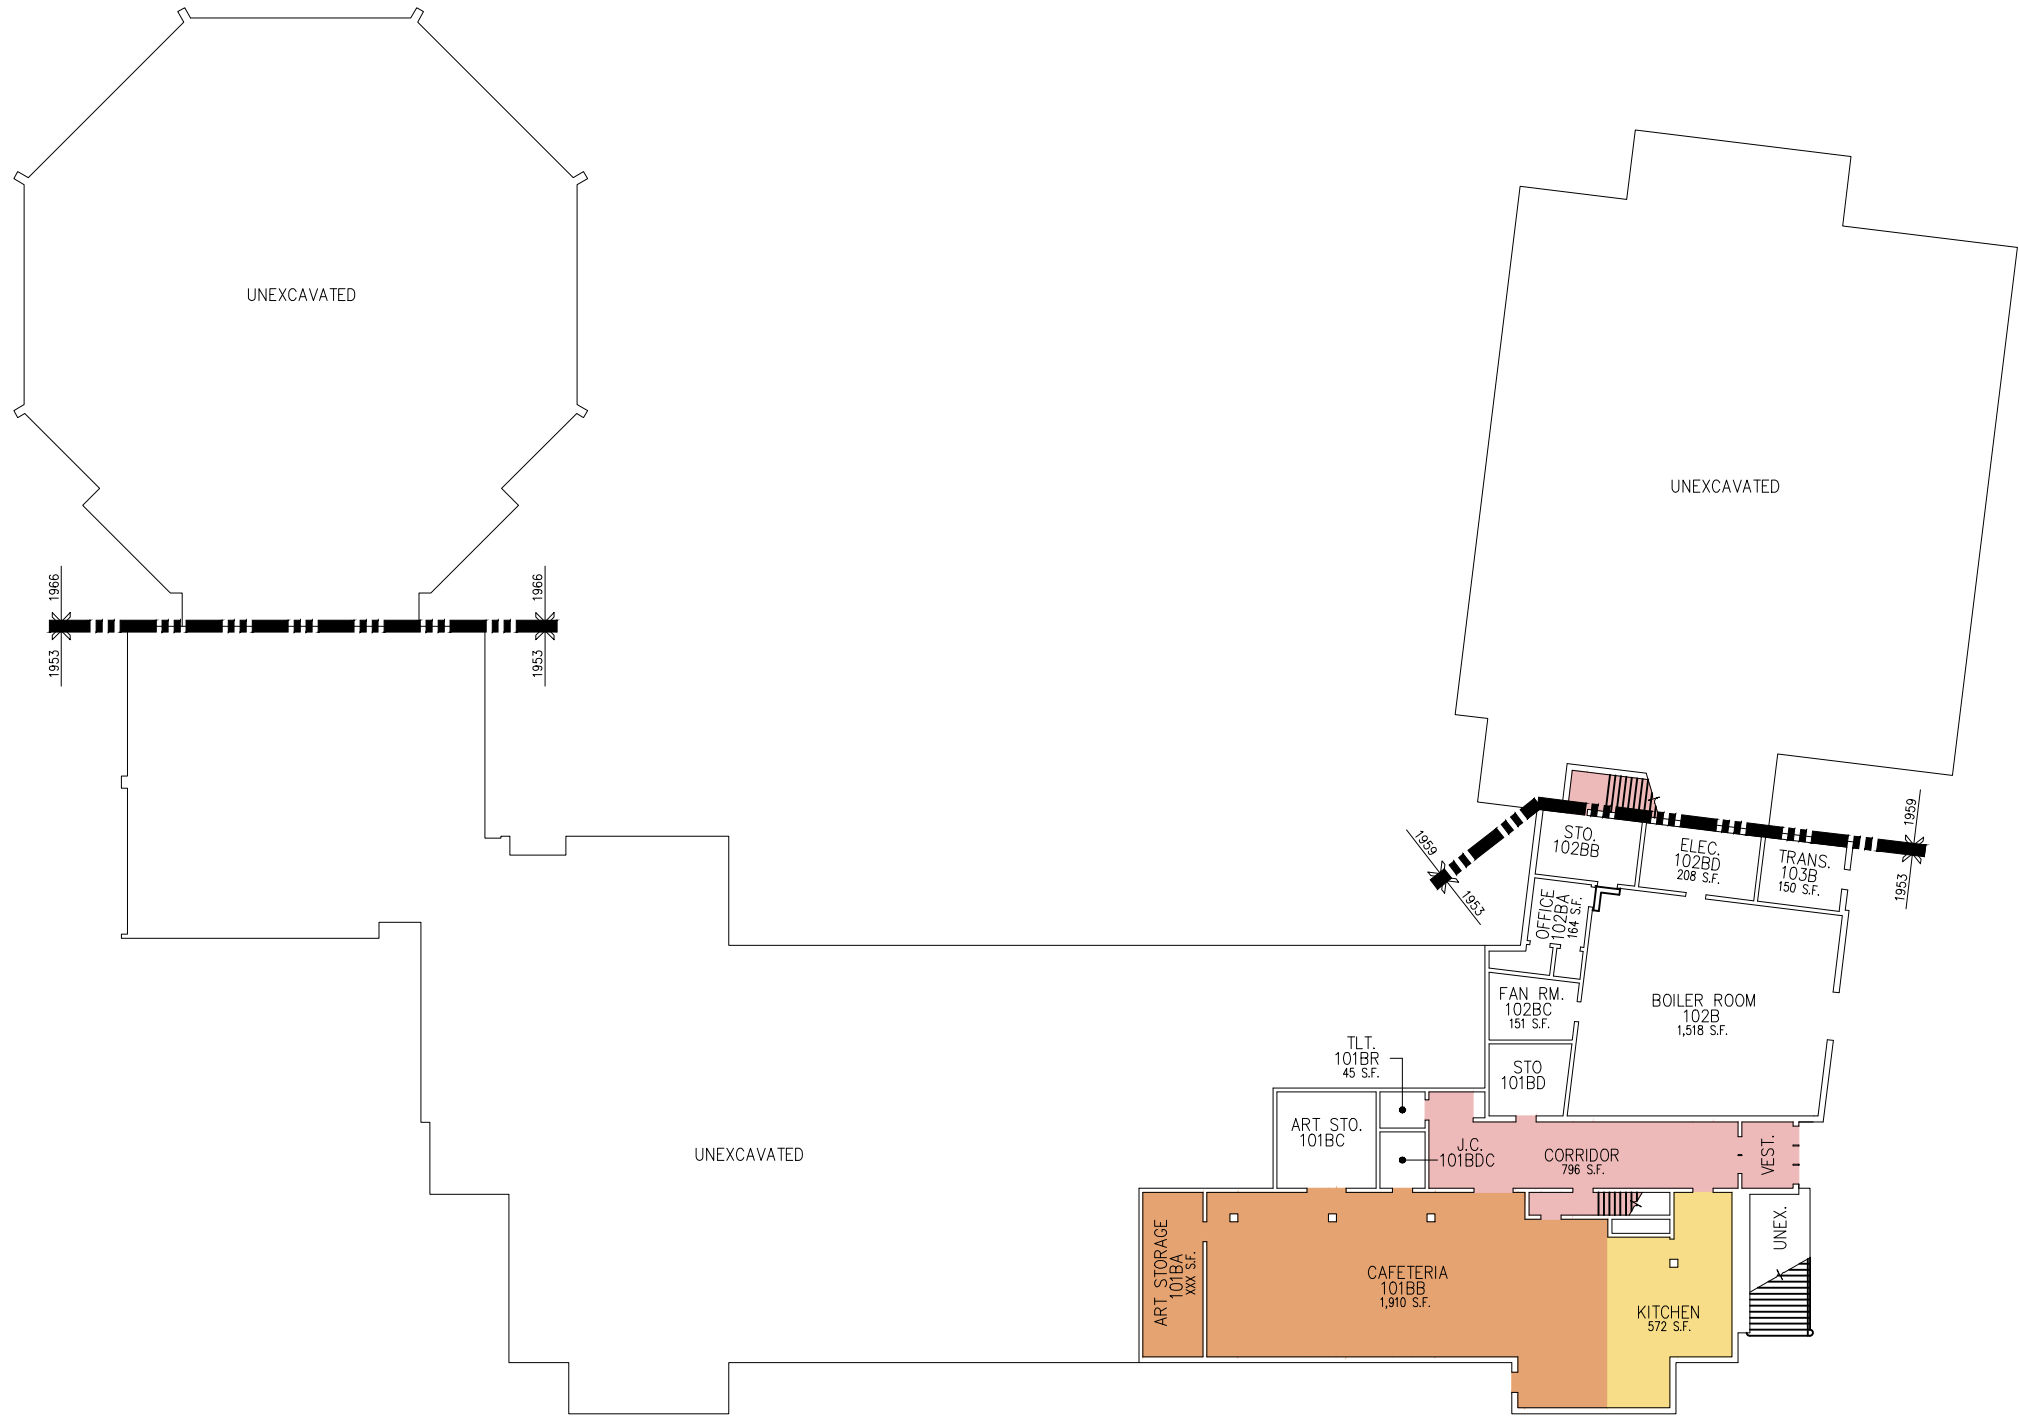 UNEXCAVATED
UNEXCAVATED
1966
1966
1953
1953
1959
1953
1959
1953
STO.
102BB
ELEC.
102BD
208 S.F.
TRANS.
103B
150 S.F.
OFFICE
102BA
164 S.F.
FAN RM.
102BC
151 S.F.
BOILER ROOM
102B
1,518 S.F.
STO
101BD
TLT.
101BR
45 S.F.
ART STO.
101BC
J.C.
101BDC
CORRIDOR
796 S.F.
VEST.
UNEXCAVATED
UNEX.
ART STORAGE
101BA
XXX S.F.
CAFETERIA
101BB
1,910 S.F.
KITCHEN
572 S.F.